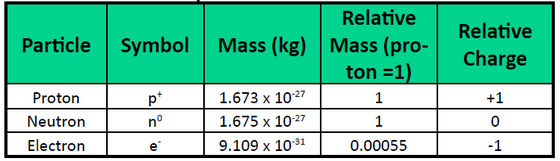 Particle Symbol Mass (kg) Relative Mass (pro-ton =1) Relative Charge
Proton p⁺ 1.673 x 10⁻²⁷ 1 +1
Neutron n⁰ 1.675 x 10⁻²⁷ 1 0
Electron e⁻ 9.109 x 10⁻³¹ 0.00055 -1